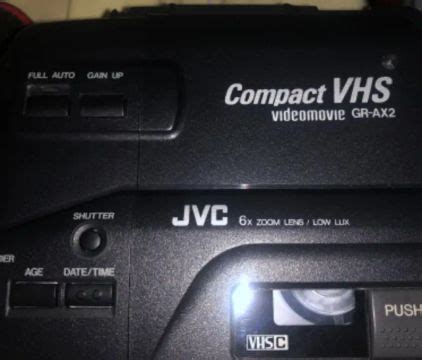 FULL AUTO GAIN UP
Compact VHS
VIDEOMOVIE GR-AX2
SHUTTER
JVC 6X ZOOM LENS / LOW LUX
AGE DATE/TIME
PUSH
VHS C